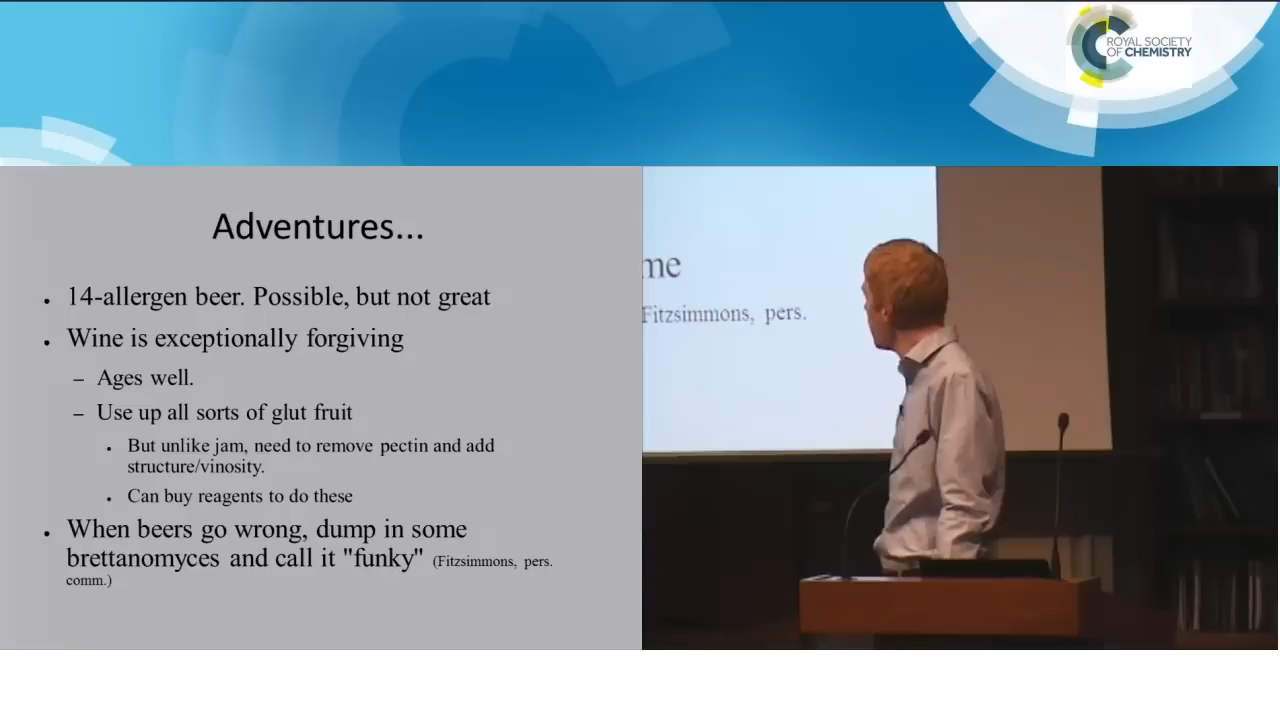 ROYAL SOCIETY
OF CHEMISTRY
Adventures...
• 14-allergen beer. Possible, but not great
• Wine is exceptionally forgiving
– Ages well.
– Use up all sorts of glut fruit
• But unlike jam, need to remove pectin and add
structure/vinosity.
• Can buy reagents to do these
• When beers go wrong, dump in some
brettanomyces and call it "funky" (Fitzsimmons, pers.
comm.)
me
Fitzsimmons, pers.